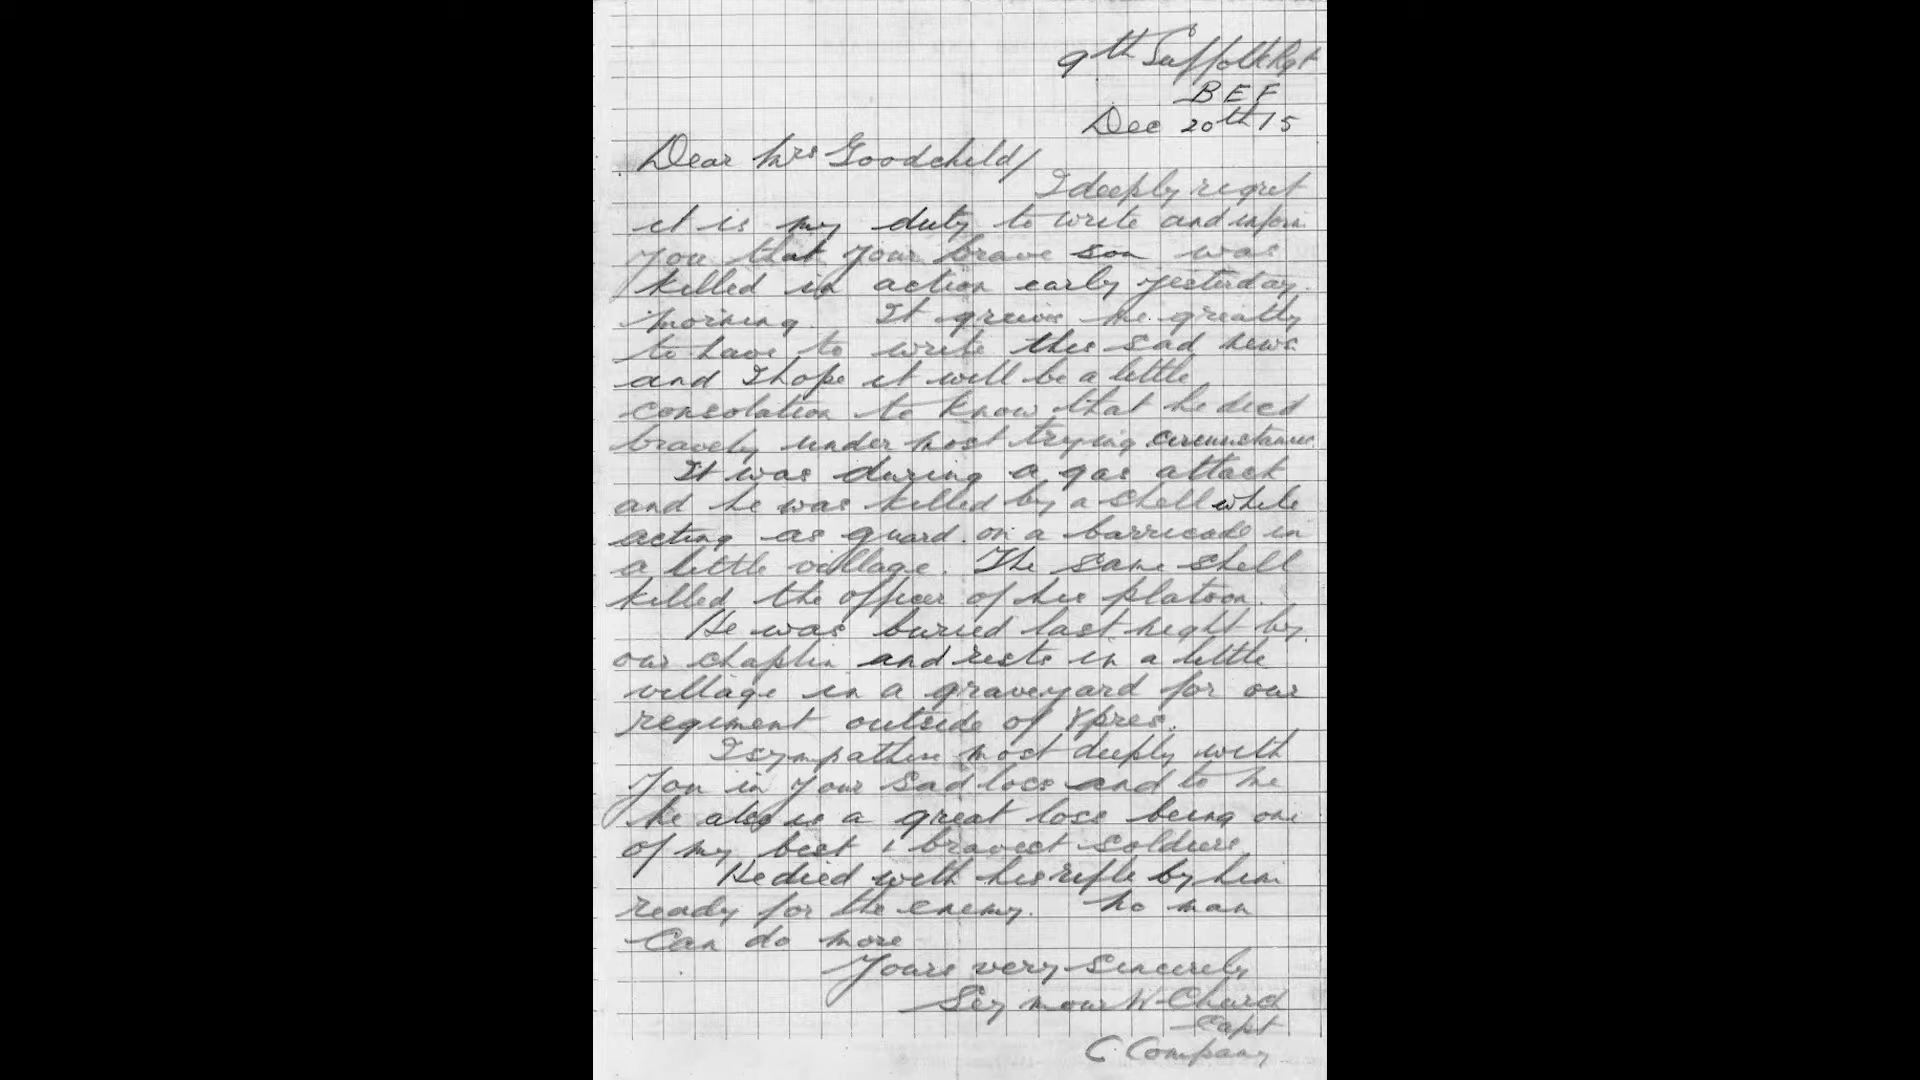 9th Suffolk Rgt
B E F
Dec 20th 15
Dear Mrs Goodchild/
I deeply regret
it is my duty to write and inform
you that your brave son was
killed in action early yesterday
morning. It greives me greatly
to have to write this sad news
and I hope it will be a little
consolation to know that he died
bravely under most trying circumstances
It was during a gas attack
and he was killed by a shell while
acting as guard on a barricade in
a little village. The same shell
killed the officer of his platoon.
He was buried last night by
our chaplin and rests in a little
village in a graveyard for our
regiment outside of Ypres.
I sympathise most deeply with
you in your sad loss and to me
he also is a great loss being one
of my best & bravest soldiers
He died with his rifle by him
ready for the enemy. No man
can do more
Yours very sincerely
Seymour W Chard
Capt
C. Company